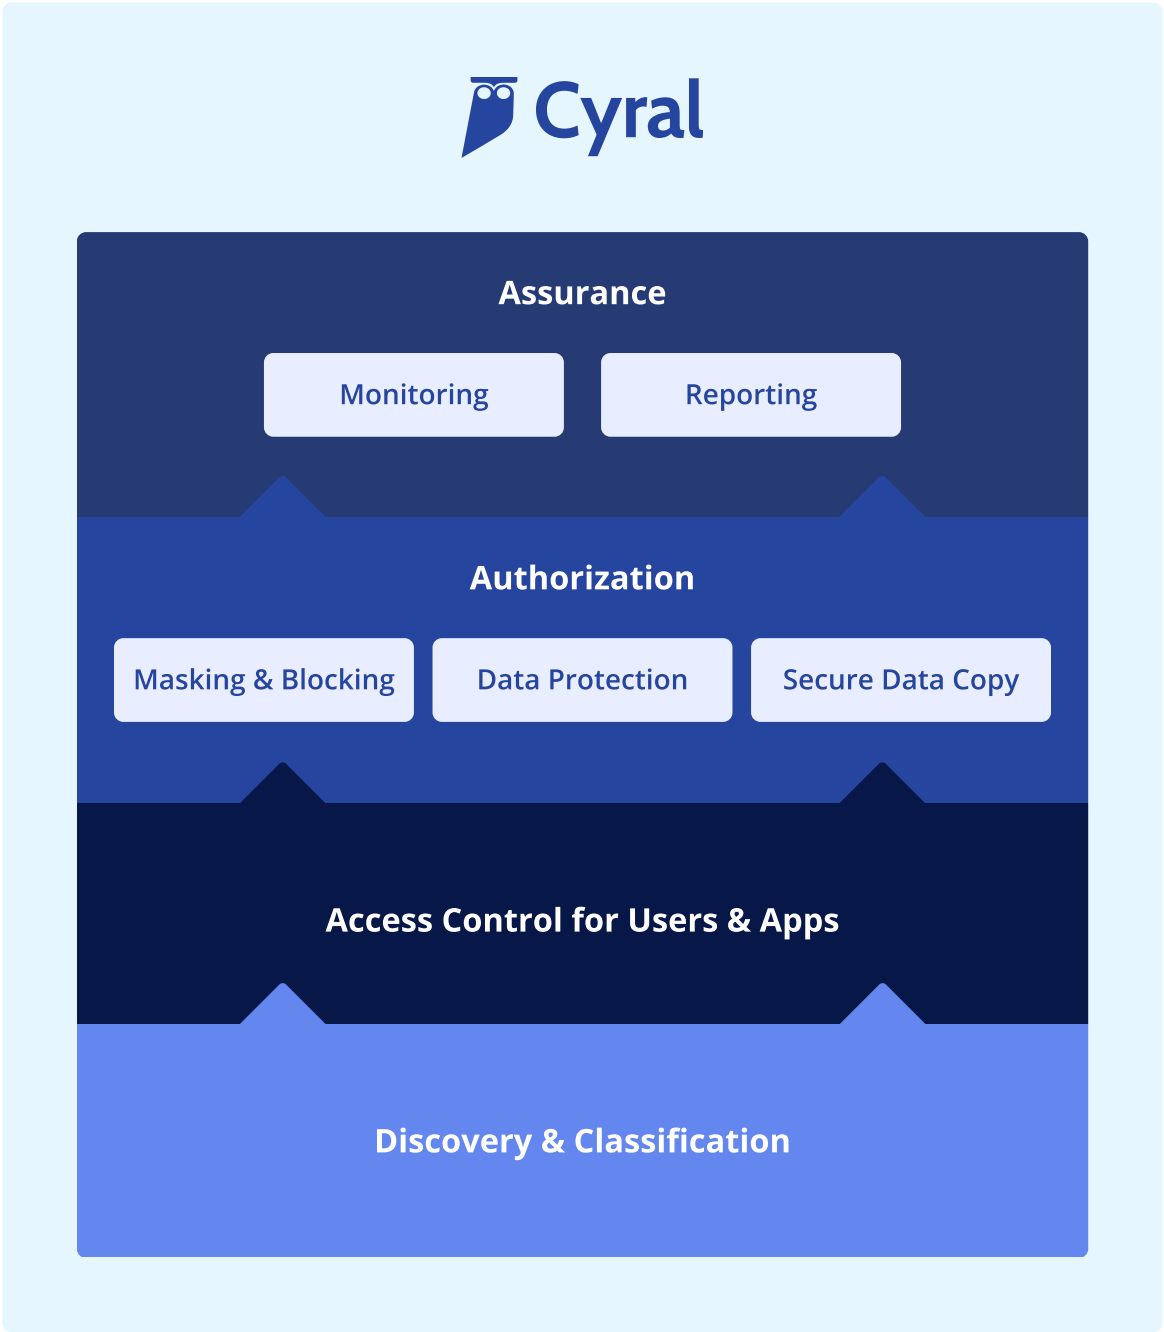 Cyral
Assurance
Monitoring
Reporting
Authorization
Masking & Blocking
Data Protection
Secure Data Copy
Access Control for Users & Apps
Discovery & Classification